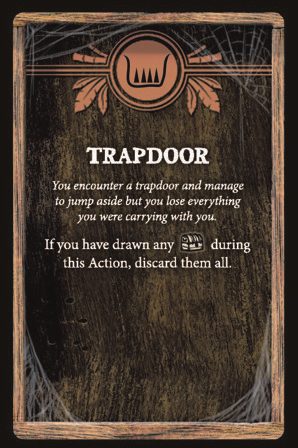 TRAPDOOR
You encounter a trapdoor and manage
to jump aside but you lose everything
you were carrying with you.
If you have drawn any during
this Action, discard them all.